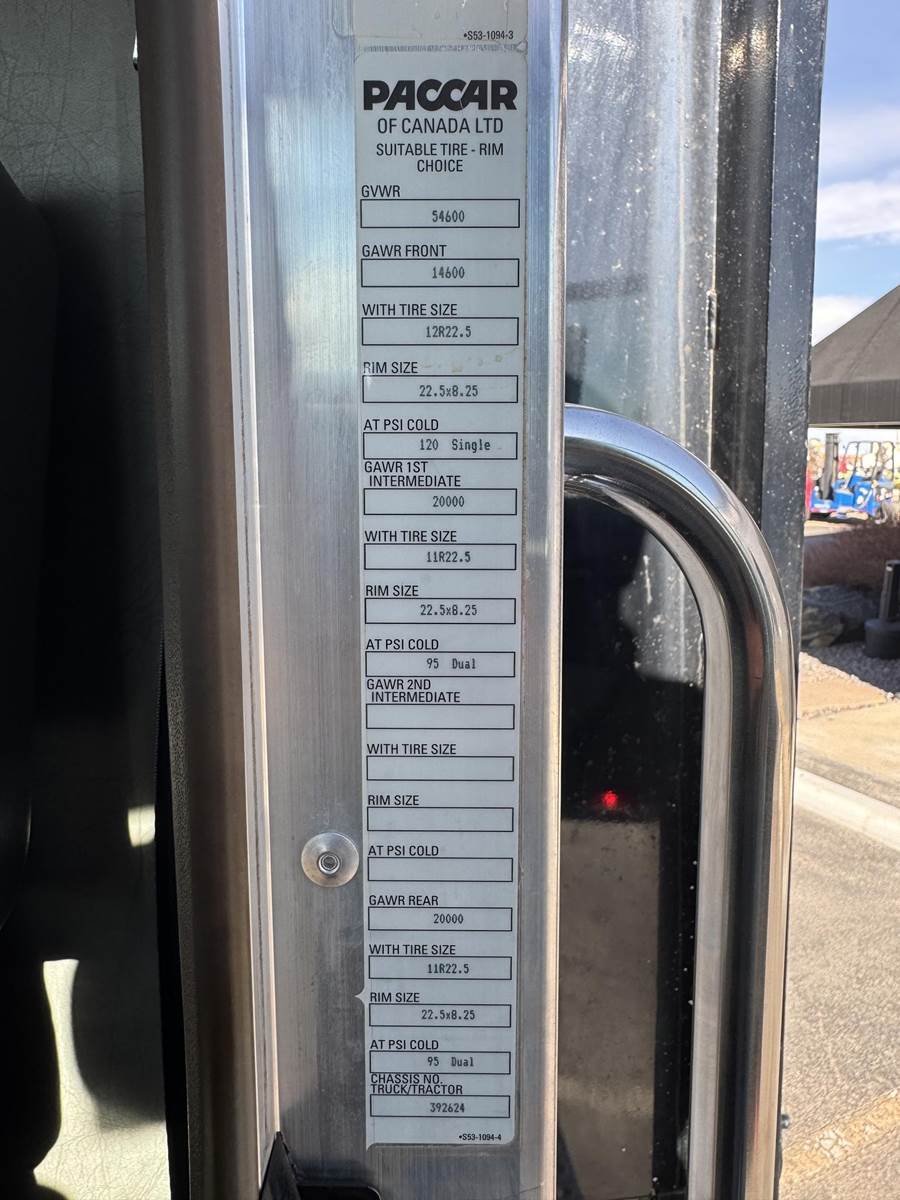 •S53-1094-3
PACCAR
OF CANADA LTD
SUITABLE TIRE - RIM
CHOICE
GVWR
54600
GAWR FRONT
14600
WITH TIRE SIZE
12R22.5
RIM SIZE
22.5x8.25
AT PSI COLD
120 Single
GAWR 1ST
INTERMEDIATE
20000
WITH TIRE SIZE
11R22.5
RIM SIZE
22.5x8.25
AT PSI COLD
95 Dual
GAWR 2ND
INTERMEDIATE
WITH TIRE SIZE
RIM SIZE
AT PSI COLD
GAWR REAR
20000
WITH TIRE SIZE
11R22.5
RIM SIZE
22.5x8.25
AT PSI COLD
95 Dual
CHASSIS NO.
TRUCK/TRACTOR
392624
•S53-1094-4